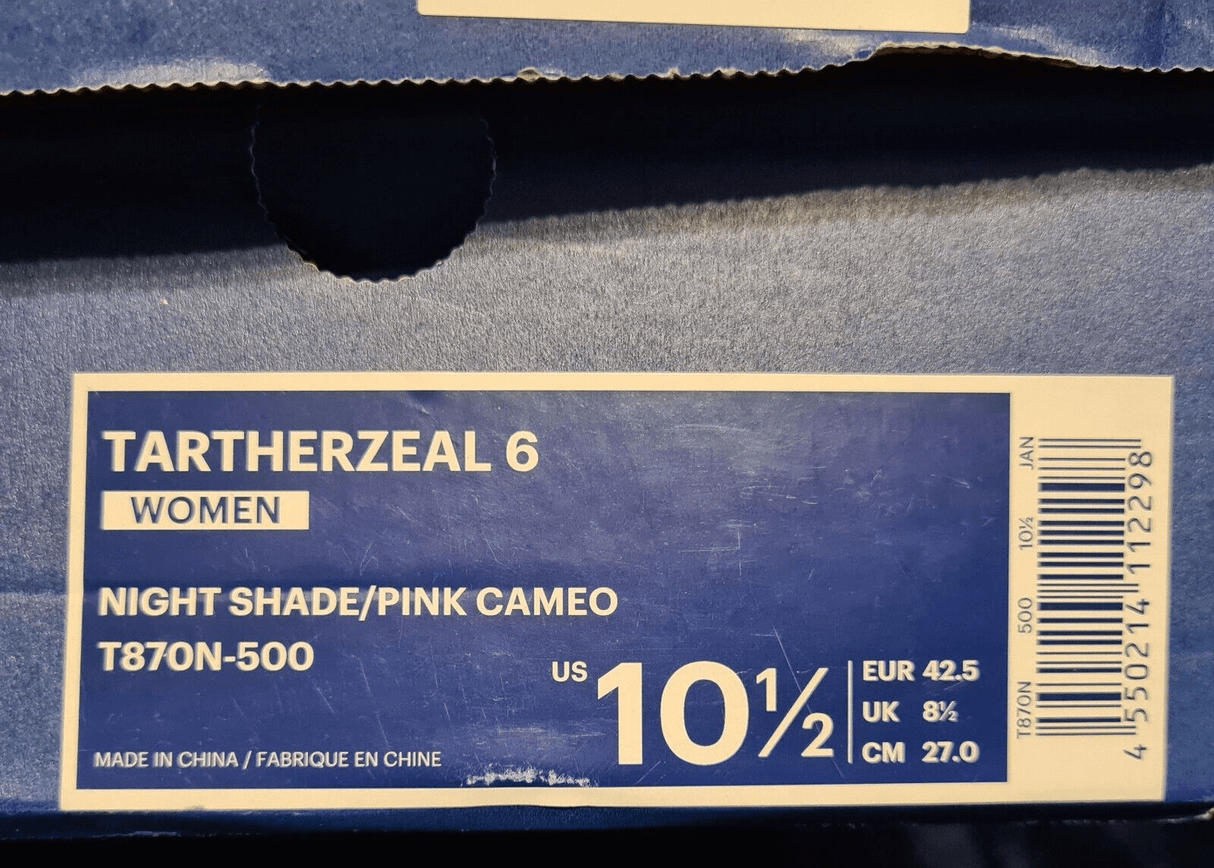 TARTHERZEAL 6
WOMEN
NIGHT SHADE/PINK CAMEO
T870N-500
US 10½
EUR 42.5
UK 8½
CM 27.0
MADE IN CHINA / FABRIQUE EN CHINE
T870N 500 10½ JAN
4 550214 112298